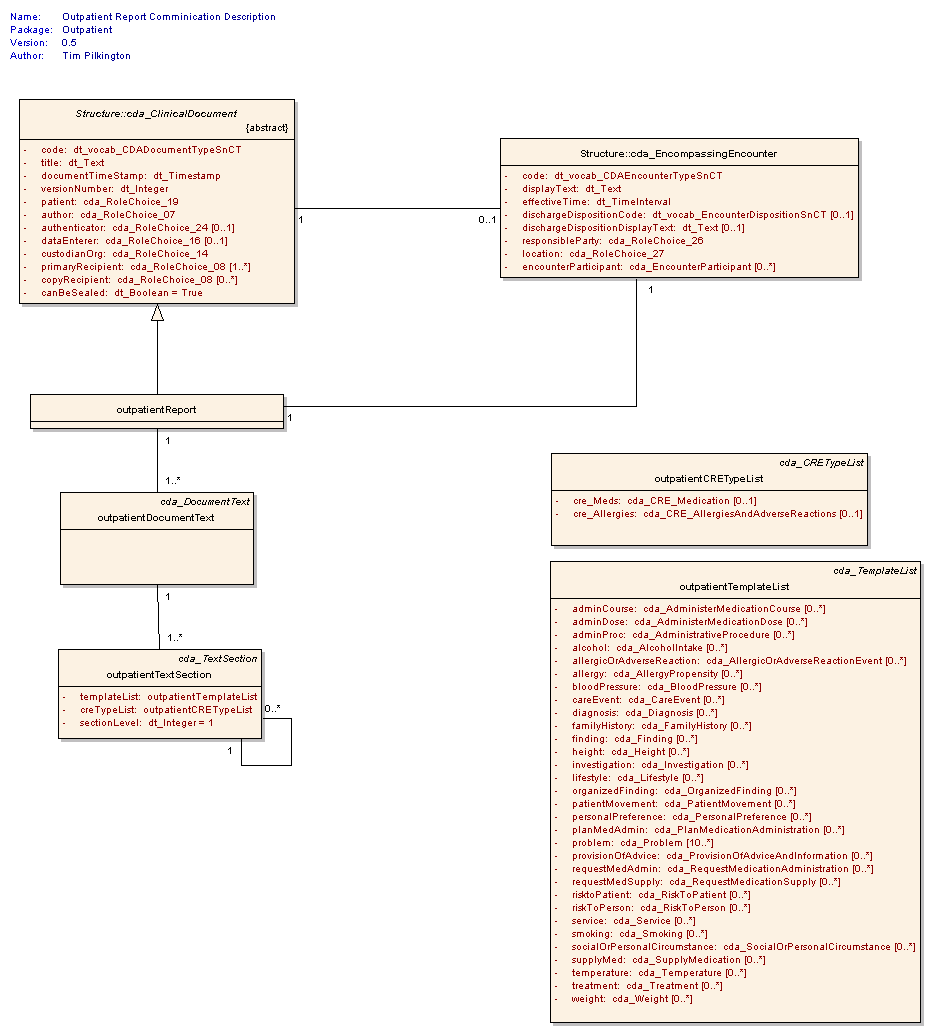 Name: Outpatient Report Comminication Description
Package: Outpatient
Version: 0.5
Author: Tim Pilkington
Structure::cda_ClinicalDocument
{abstract}
- code: dt_vocab_CDADocumentTypeSnCT
- title: dt_Text
- documentTimeStamp: dt_Timestamp
- versionNumber: dt_Integer
- patient: cda_RoleChoice_19
- author: cda_RoleChoice_07
- authenticator: cda_RoleChoice_24 [0..1]
- dataEnterer: cda_RoleChoice_16 [0..1]
- custodianOrg: cda_RoleChoice_14
- primaryRecipient: cda_RoleChoice_08 [1..*]
- copyRecipient: cda_RoleChoice_08 [0..*]
- canBeSealed: dt_Boolean = True
Structure::cda_EncompassingEncounter
- code: dt_vocab_CDAEncounterTypeSnCT
- displayText: dt_Text
- effectiveTime: dt_TimeInterval
- dischargeDispositionCode: dt_vocab_EncounterDispositionSnCT [0..1]
- dischargeDispositionDisplayText: dt_Text [0..1]
- responsibleParty: cda_RoleChoice_26
- location: cda_RoleChoice_27
- encounterParticipant: cda_EncounterParticipant [0..*]
1
0..1
1
outpatientReport
1
1
1..*
cda_DocumentText
outpatientDocumentText
1
1..*
cda_TextSection
outpatientTextSection
- templateList: outpatientTemplateList
- creTypeList: outpatientCRETypeList
- sectionLevel: dt_Integer = 1
0..*
1
cda_CRETypeList
outpatientCRETypeList
- cre_Meds: cda_CRE_Medication [0..1]
- cre_Allergies: cda_CRE_AllergiesAndAdverseReactions [0..1]
cda_TemplateList
outpatientTemplateList
- adminCourse: cda_AdministerMedicationCourse [0..*]
- adminDose: cda_AdministerMedicationDose [0..*]
- adminProc: cda_AdministrativeProcedure [0..*]
- alcohol: cda_AlcoholIntake [0..*]
- allergicOrAdverseReaction: cda_AllergicOrAdverseReactionEvent [0..*]
- allergy: cda_AllergyPropensity [0..*]
- bloodPressure: cda_BloodPressure [0..*]
- careEvent: cda_CareEvent [0..*]
- diagnosis: cda_Diagnosis [0..*]
- familyHistory: cda_FamilyHistory [0..*]
- finding: cda_Finding [0..*]
- height: cda_Height [0..*]
- investigation: cda_Investigation [0..*]
- lifestyle: cda_Lifestyle [0..*]
- organizedFinding: cda_OrganizedFinding [0..*]
- patientMovement: cda_PatientMovement [0..*]
- personalPreference: cda_PersonalPreference [0..*]
- planMedAdmin: cda_PlanMedicationAdministration [0..*]
- problem: cda_Problem [10..*]
- provisionOfAdvice: cda_ProvisionOfAdviceAndInformation [0..*]
- requestMedAdmin: cda_RequestMedicationAdministration [0..*]
- requestMedSupply: cda_RequestMedicationSupply [0..*]
- risktoPatient: cda_RiskToPatient [0..*]
- riskToPerson: cda_RiskToPerson [0..*]
- service: cda_Service [0..*]
- smoking: cda_Smoking [0..*]
- socialOrPersonalCircumstance: cda_SocialOrPersonalCircumstance [0..*]
- supplyMed: cda_SupplyMedication [0..*]
- temperature: cda_Temperature [0..*]
- treatment: cda_Treatment [0..*]
- weight: cda_Weight [0..*]